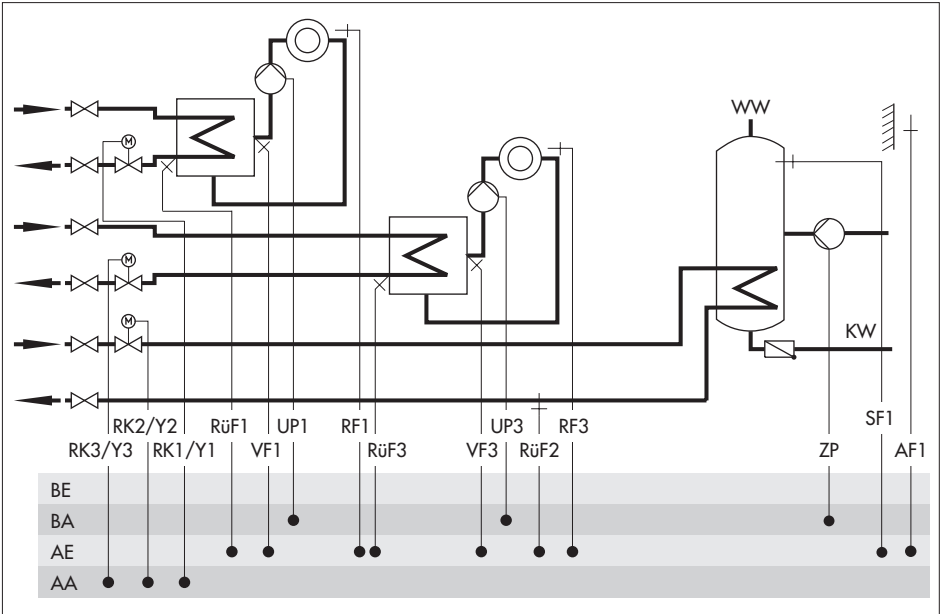 WW
M
M
M
KW
RK2/Y2 RüF1 UP1 RF1 UP3 RF3 SF1
RK3/Y3 RK1/Y1 VF1 RüF3 VF3 RüF2 ZP AF1
BE
BA
AE
AA